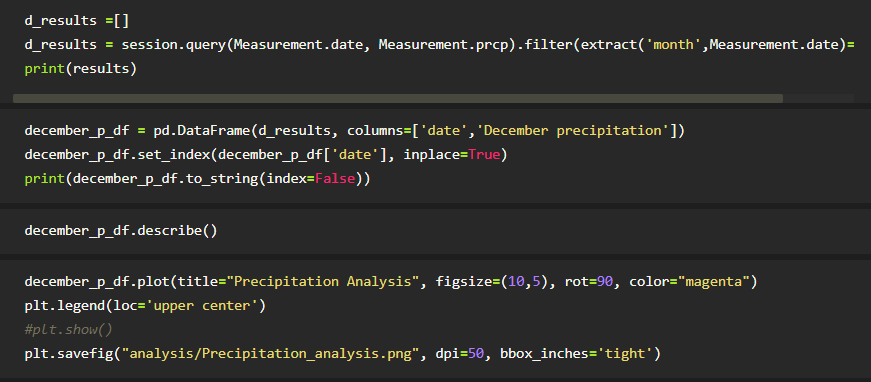 d_results =[]
d_results = session.query(Measurement.date, Measurement.prcp).filter(extract('month',Measurement.date)=
print(results)
december_p_df = pd.DataFrame(d_results, columns=['date','December precipitation'])
december_p_df.set_index(december_p_df['date'], inplace=True)
print(december_p_df.to_string(index=False))
december_p_df.describe()
december_p_df.plot(title="Precipitation Analysis", figsize=(10,5), rot=90, color="magenta")
plt.legend(loc='upper center')
#plt.show()
plt.savefig("analysis/Precipitation_analysis.png", dpi=50, bbox_inches='tight')